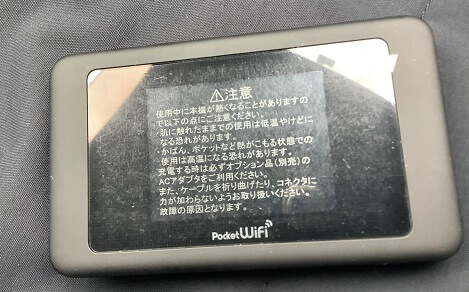 ⚠注意
使用中に本機が熱くなることがありますの
で以下の点にご注意ください。
・肌に触れたままでの使用は低温やけどに
なる恐れがあります。
・かばん、ポケットなど熱がこもる状態での
使用は高温になる恐れがあります。
充電する時は必ずオプション品(別売)の
ACアダプタをご利用ください。
また、ケーブルを折り曲げたり、コネクタに
力が加わらないようお取り扱いください。
故障の原因となります。
Pocket WiFi